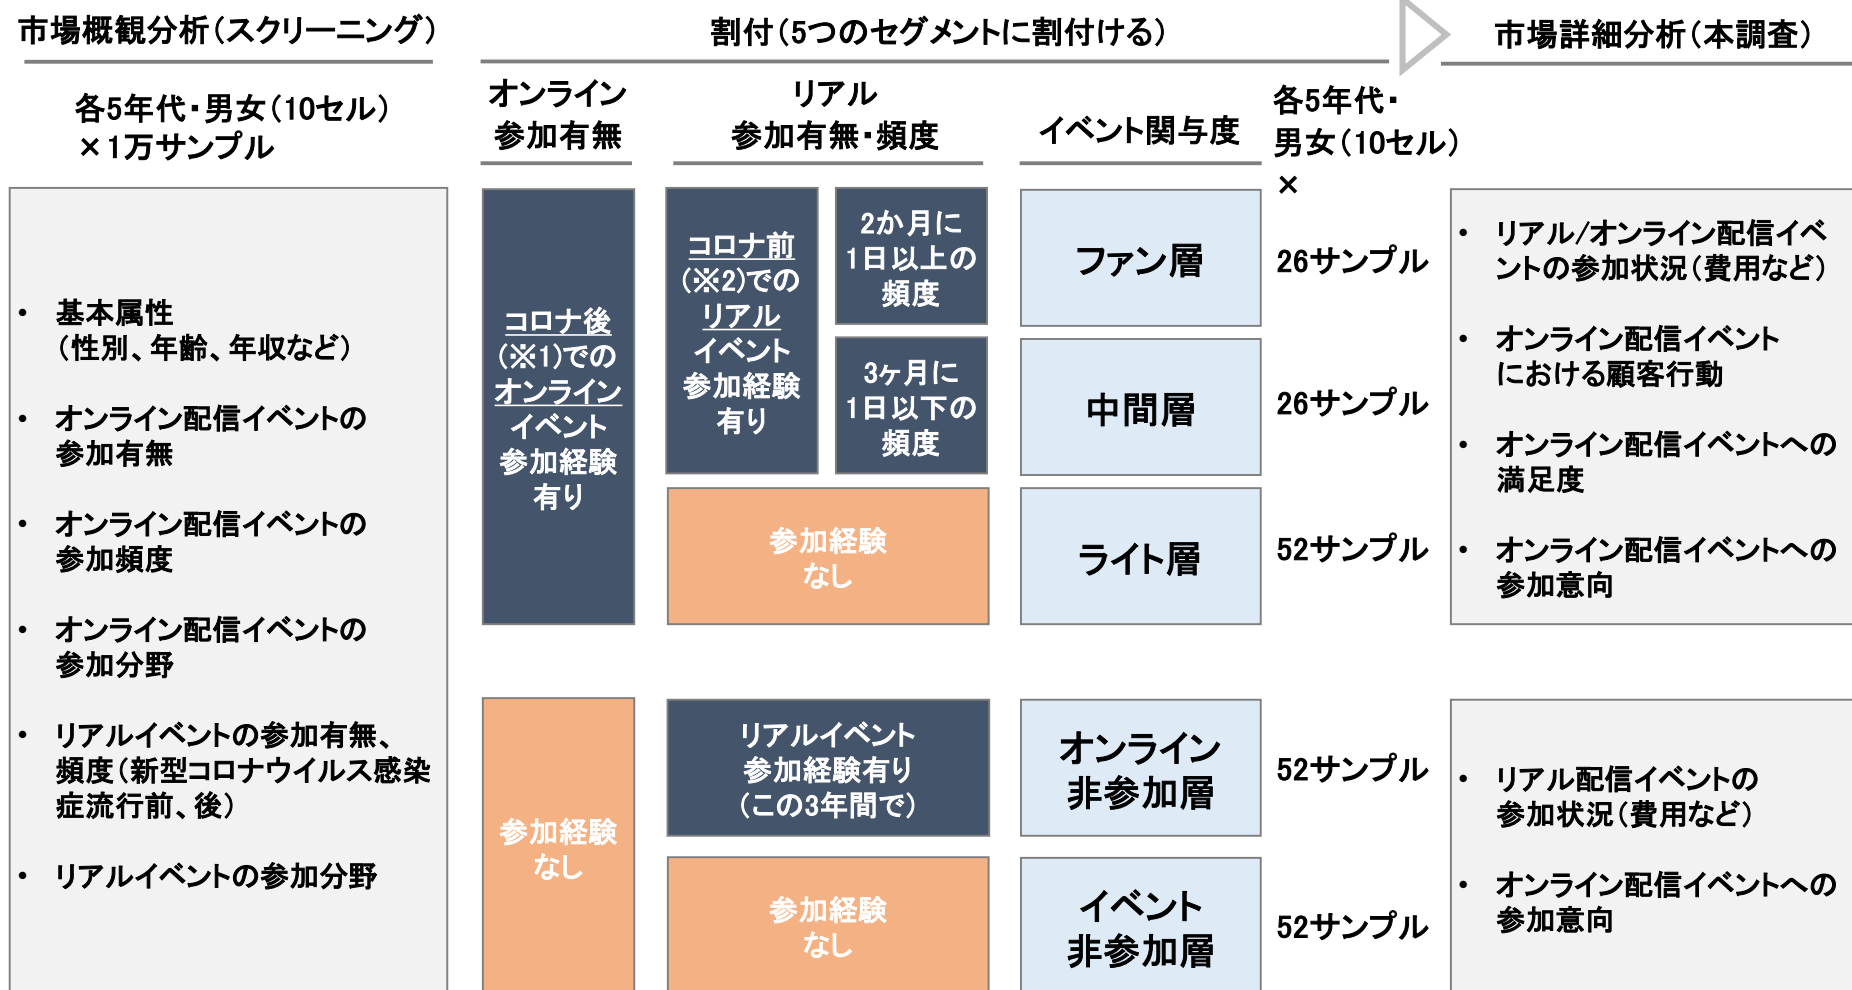 市場概観分析(スクリーニング)
各5年代・男女(10セル)
×1万サンプル
• 基本属性
(性別、年齢、年収など)
• オンライン配信イベントの
参加有無
• オンライン配信イベントの
参加頻度
• オンライン配信イベントの
参加分野
• リアルイベントの参加有無、
頻度(新型コロナウイルス感染
症流行前、後)
• リアルイベントの参加分野
割付(5つのセグメントに割付ける)
オンライン
参加有無
リアル
参加有無・頻度
イベント関与度
各5年代・
男女(10セル)
×
コロナ後
(※1)での
オンライン
イベント
参加経験
有り
コロナ前
(※2)での
リアル
イベント
参加経験
有り
2か月に
1日以上の
頻度
ファン層
26サンプル
3ヶ月に
1日以下の
頻度
中間層
26サンプル
参加経験
なし
ライト層
52サンプル
参加経験
なし
リアルイベント
参加経験有り
(この3年間で)
オンライン
非参加層
52サンプル
参加経験
なし
イベント
非参加層
52サンプル
市場詳細分析(本調査)
• リアル/オンライン配信イベ
ントの参加状況(費用など)
• オンライン配信イベント
における顧客行動
• オンライン配信イベントへの
満足度
• オンライン配信イベントへの
参加意向
• リアル配信イベントの
参加状況(費用など)
• オンライン配信イベントへの
参加意向